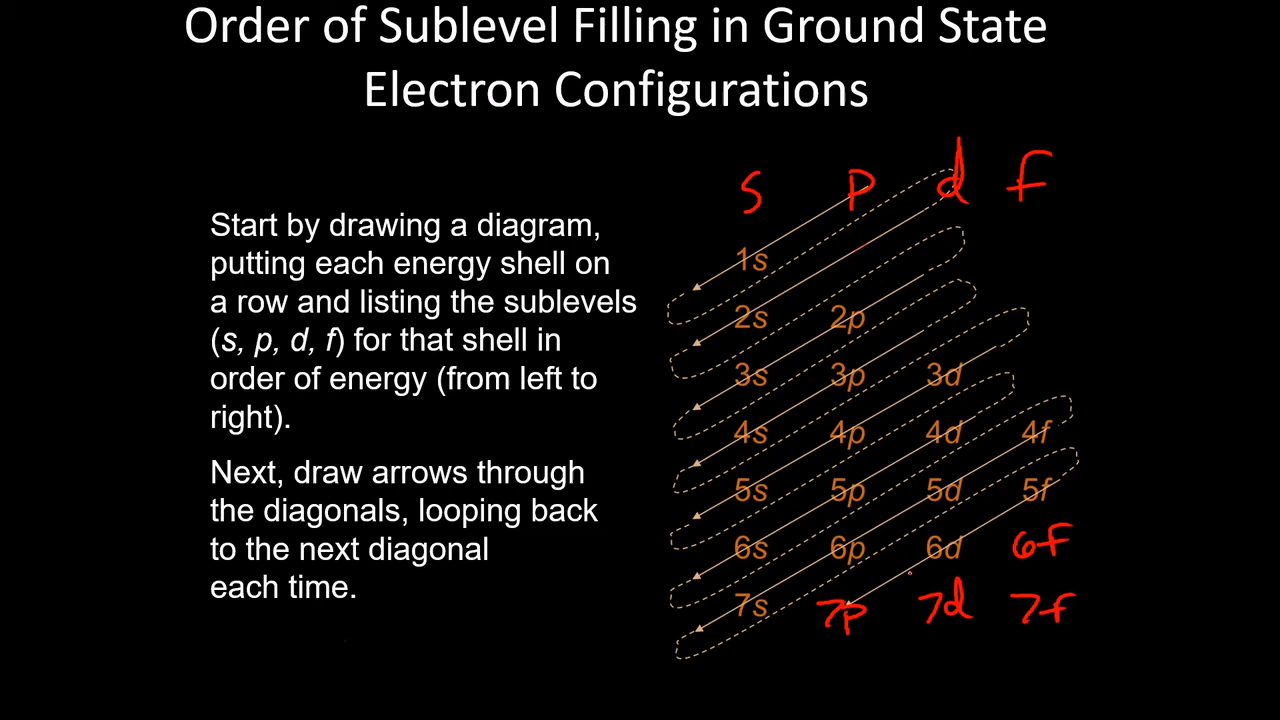 Order of Sublevel Filling in Ground State
Electron Configurations
Start by drawing a diagram,
putting each energy shell on
a row and listing the sublevels
(s, p, d, f) for that shell in
order of energy (from left to
right).
Next, draw arrows through
the diagonals, looping back
to the next diagonal
each time.
s p d f
1s
2s 2p
3s 3p 3d
4s 4p 4d 4f
5s 5p 5d 5f
6s 6p 6d 6f
7s 7p 7d 7f